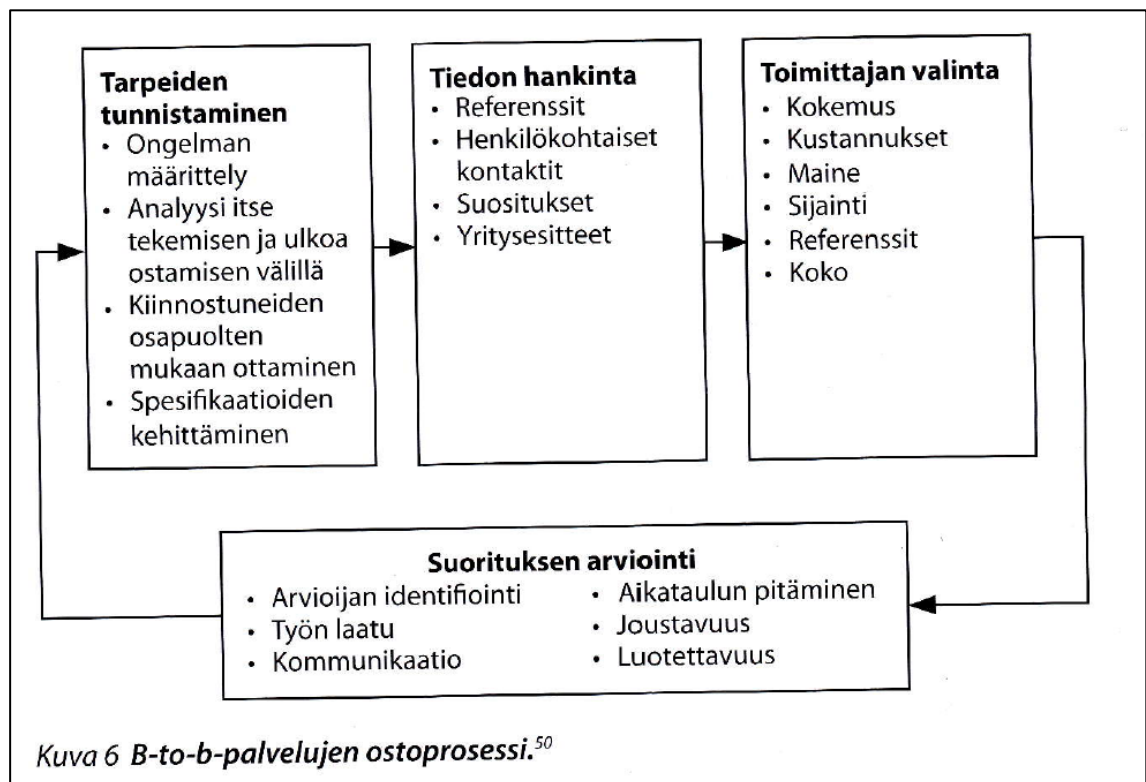 Tarpeiden
tunnistaminen
• Ongelman
määrittely
• Analyysi itse
tekemisen ja ulkoa
ostamisen välillä
• Kiinnostuneiden
osapuolten
mukaan ottaminen
• Spesifikaatioiden
kehittäminen
Tiedon hankinta
• Referenssit
• Henkilökohtaiset
kontaktit
• Suositukset
• Yritysesitteet
Toimittajan valinta
• Kokemus
• Kustannukset
• Maine
• Sijainti
• Referenssit
• Koko
Suorituksen arviointi
• Arvioijan identifiointi
• Työn laatu
• Kommunikaatio
• Aikataulun pitäminen
• Joustavuus
• Luotettavuus
Kuva 6 B-to-b-palvelujen ostoprosessi.50